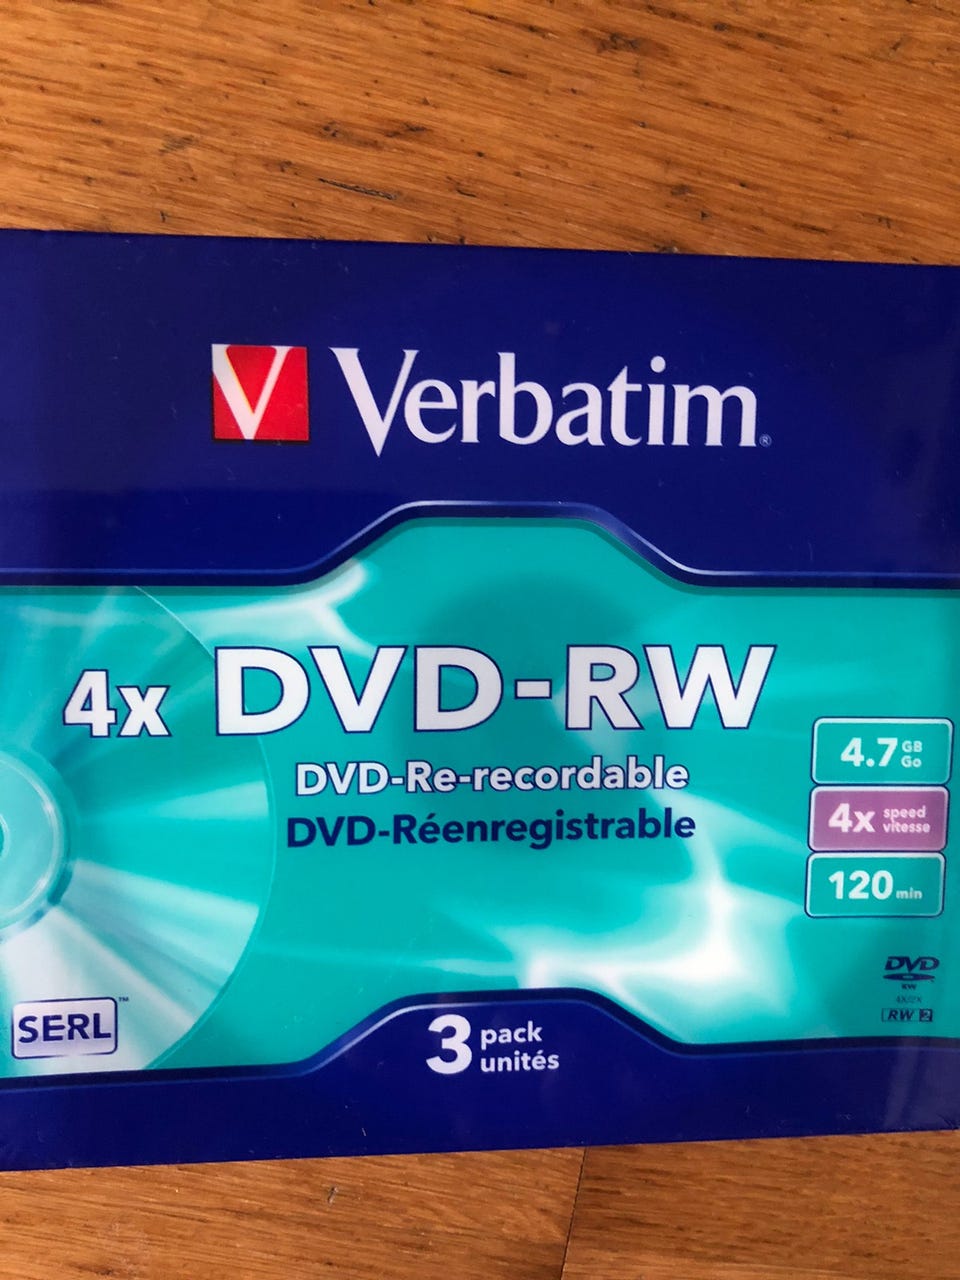 V Verbatim®
4x DVD-RW
DVD-Re-recordable
DVD-Réenregistrable
4.7 GB
Go
4x speed
vitesse
120 min
DVD
RW
4X/2X
RW 2
SERL™
3 pack
unités